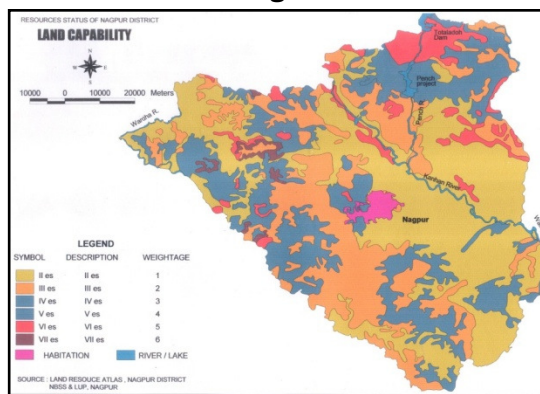 RESOURCES STATUS OF NAGPUR DISTRICT
LAND CAPABILITY
N
10000 0 10000 20000 Meters
Totaladoh
Dam
Pench
project
Pench R.
Wardha R.
Kanhan River
Nagpur
LEGEND
SYMBOL DESCRIPTION WEIGHTAGE
II es II es 1
III es III es 2
IV es IV es 3
V es V es 4
VI es VI es 5
VII es VII es 6
HABITATION RIVER / LAKE
SOURCE : LAND RESOUCE ATLAS , NAGPUR DISTRICT
NBSS & LUP, NAGPUR